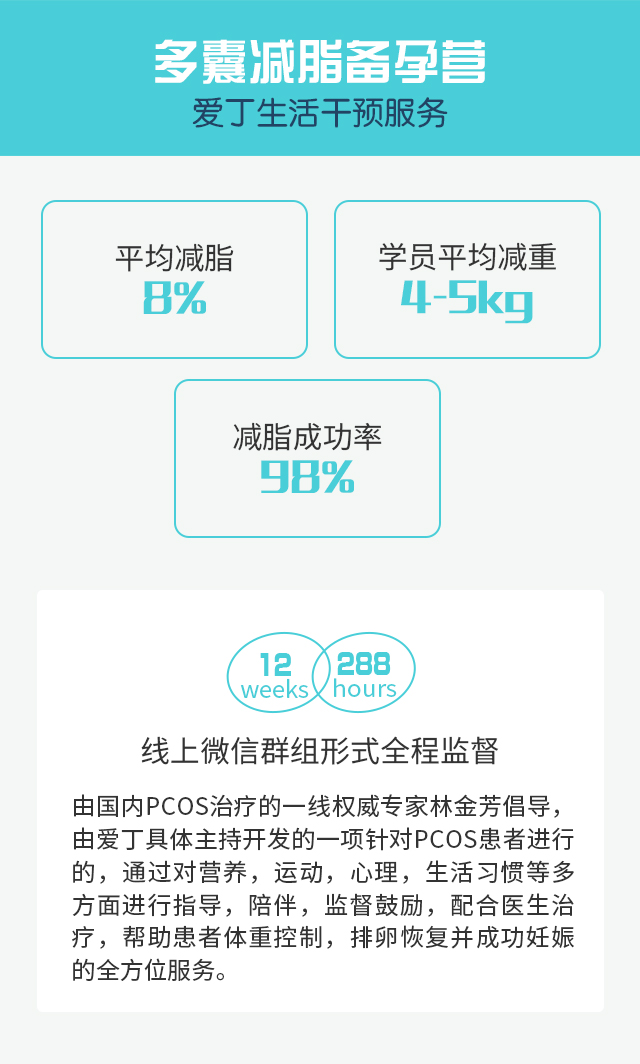 多囊减脂备孕营
爱丁生活干预服务
平均减脂
8%
学员平均减重
4-5kg
减脂成功率
98%
12
weeks
288
hours
线上微信群组形式全程监督
由国内PCOS治疗的一线权威专家林金芳倡导，
由爱丁具体主持开发的一项针对PCOS患者进行
的，通过对营养，运动，心理，生活习惯等多
方面进行指导，陪伴，监督鼓励，配合医生治
疗，帮助患者体重控制，排卵恢复并成功妊娠
的全方位服务。